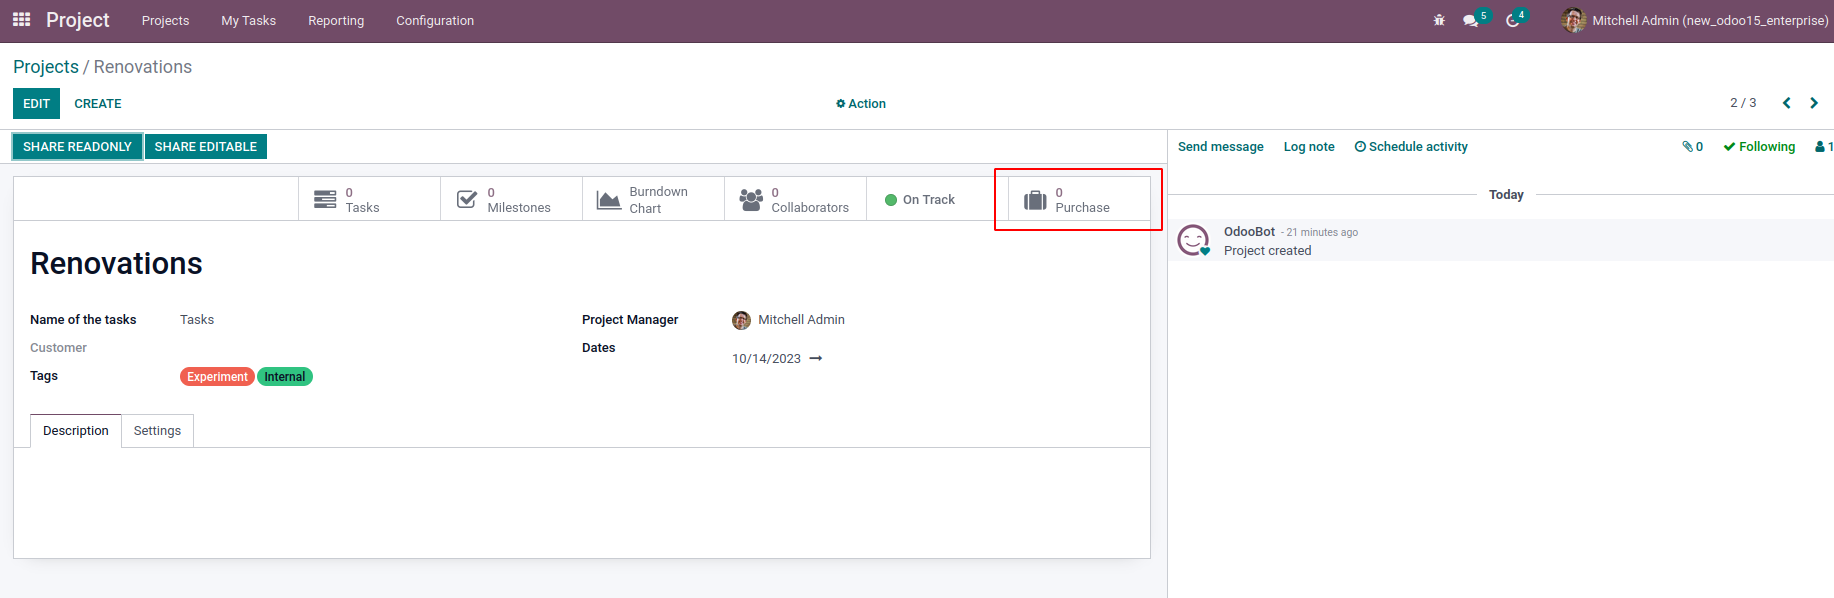 Project Projects My Tasks Reporting Configuration 5 4 Mitchell Admin (new_odoo15_enterprise)
Projects / Renovations
EDIT CREATE Action 2 / 3
SHARE READONLY SHARE EDITABLE Send message Log note Schedule activity 0 Following 1
0 Tasks
0 Milestones
Burndown Chart
0 Collaborators
On Track
0 Purchase
Today
OdooBot - 21 minutes ago
Project created
Renovations
Name of the tasks Tasks
Project Manager Mitchell Admin
Customer
Dates
10/14/2023
Tags Experiment Internal
Description Settings